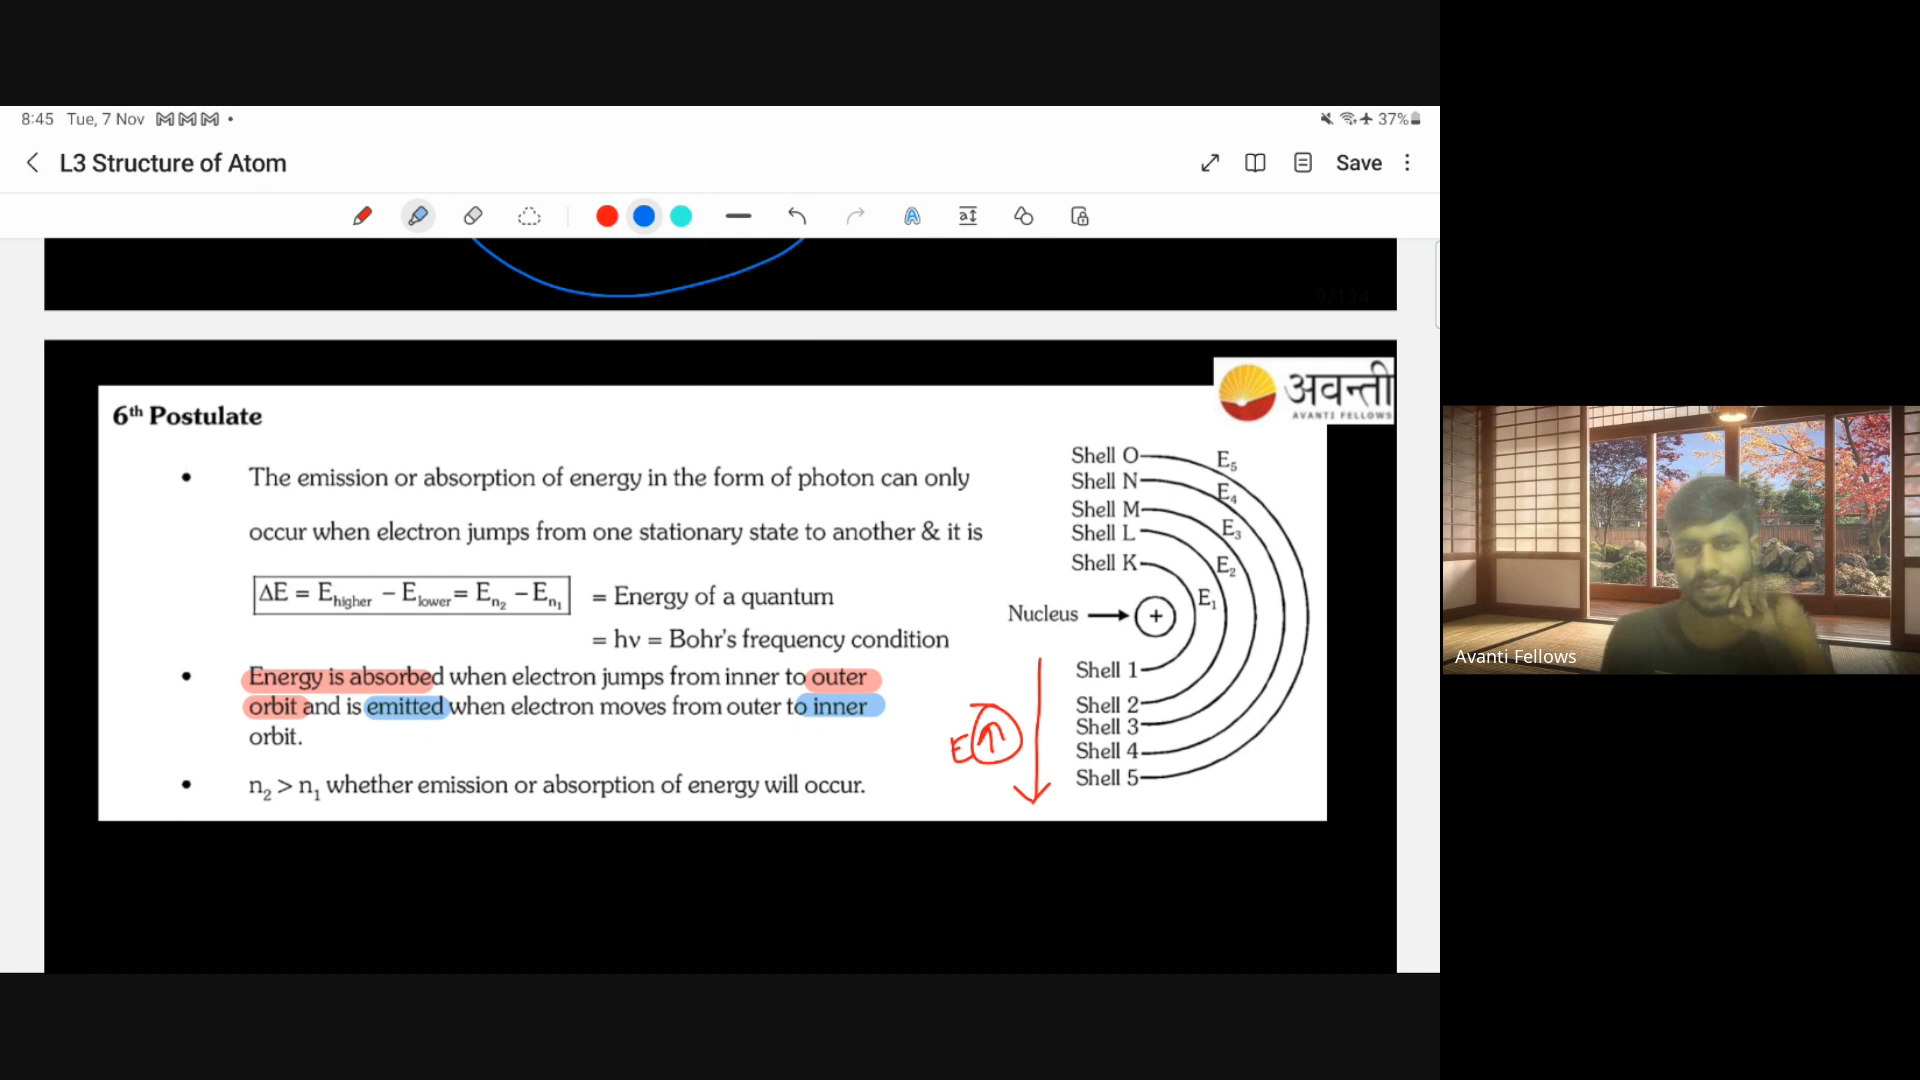 8:45 Tue, 7 Nov
37%
L3 Structure of Atom
Save
9/134
अवन्ती
AVANTI FELLOWS
6th Postulate
• The emission or absorption of energy in the form of photon can only
occur when electron jumps from one stationary state to another & it is
ΔE = Ehigher − Elower = En₂ − En₁ = Energy of a quantum
= hν = Bohr's frequency condition
• Energy is absorbed when electron jumps from inner to outer
orbit and is emitted when electron moves from outer to inner
orbit.
• n₂ > n₁ whether emission or absorption of energy will occur.
Shell O E₅
Shell N E₄
Shell M E₃
Shell L E₂
Shell K E₁
Nucleus +
Shell 1
Shell 2
Shell 3
Shell 4
Shell 5
E↑
Avanti Fellows